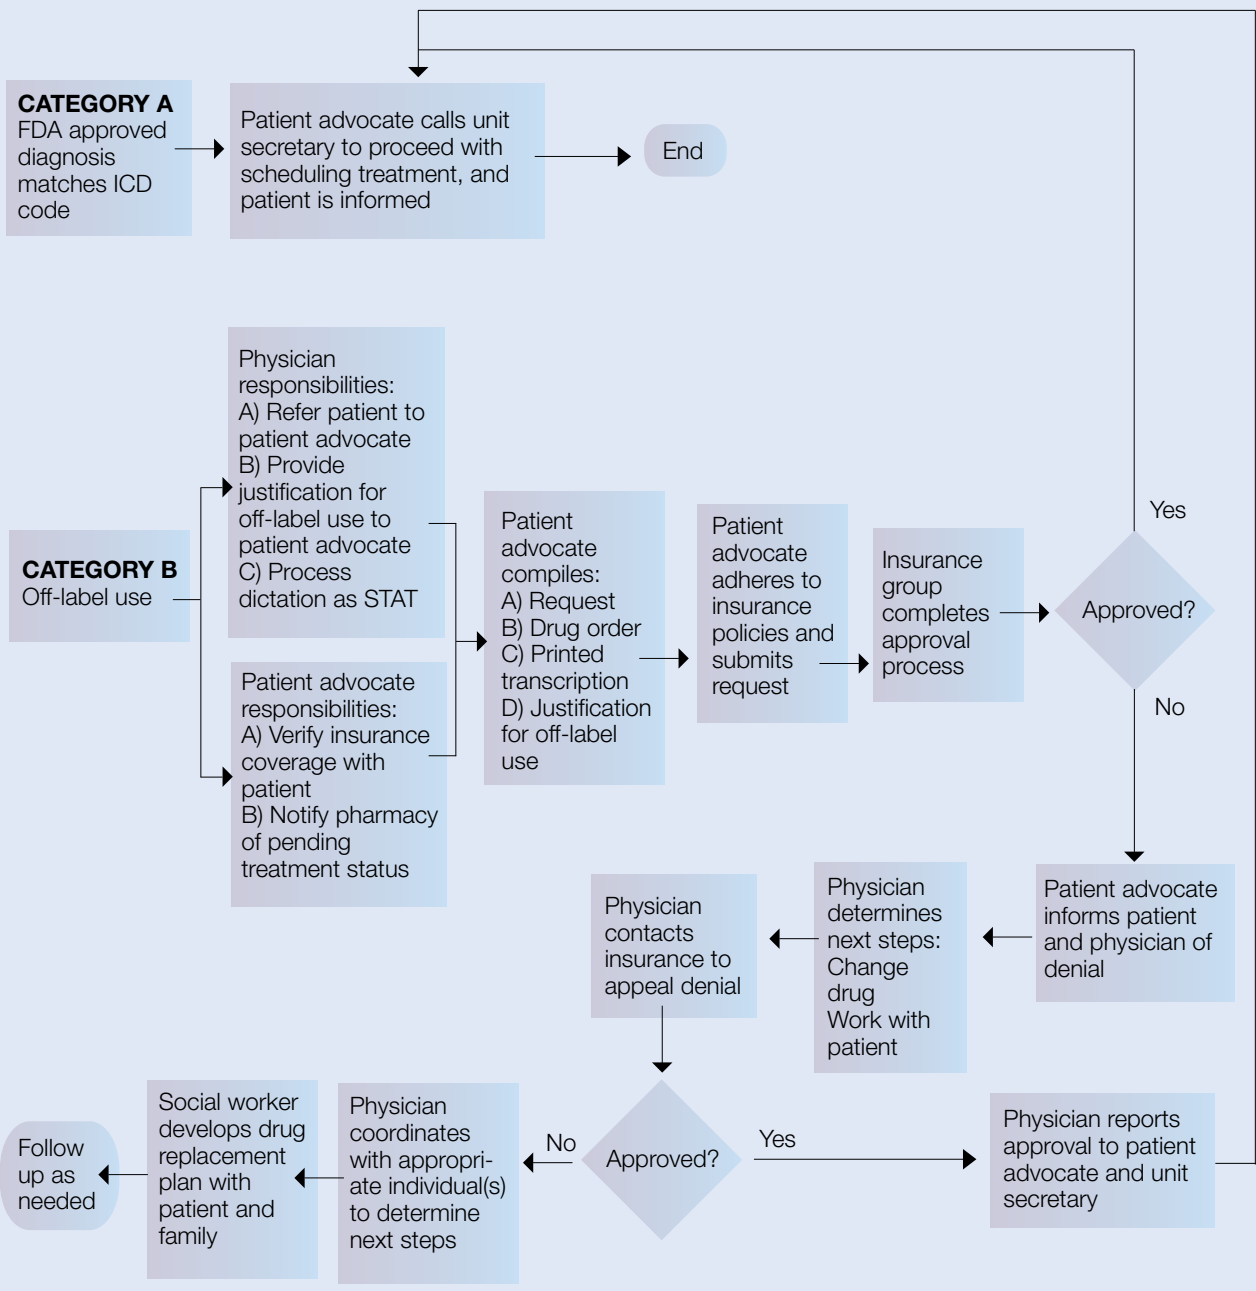 CATEGORY A
FDA approved
diagnosis
matches ICD
code
Patient advocate calls unit
secretary to proceed with
scheduling treatment, and
patient is informed
End
CATEGORY B
Off-label use
Physician
responsibilities:
A) Refer patient to
patient advocate
B) Provide
justification for
off-label use to
patient advocate
C) Process
dictation as STAT
Patient advocate
responsibilities:
A) Verify insurance
coverage with
patient
B) Notify pharmacy
of pending
treatment status
Patient
advocate
compiles:
A) Request
B) Drug order
C) Printed
transcription
D) Justification
for off-label
use
Patient
advocate
adheres to
insurance
policies and
submits
request
Insurance
group
completes
approval
process
Approved?
Yes
No
Patient advocate
informs patient
and physician of
denial
Physician
determines
next steps:
Change
drug
Work with
patient
Physician
contacts
insurance to
appeal denial
Approved?
Yes
Physician reports
approval to patient
advocate and unit
secretary
No
Physician
coordinates
with appropri-
ate individual(s)
to determine
next steps
Social worker
develops drug
replacement
plan with
patient and
family
Follow
up as
needed